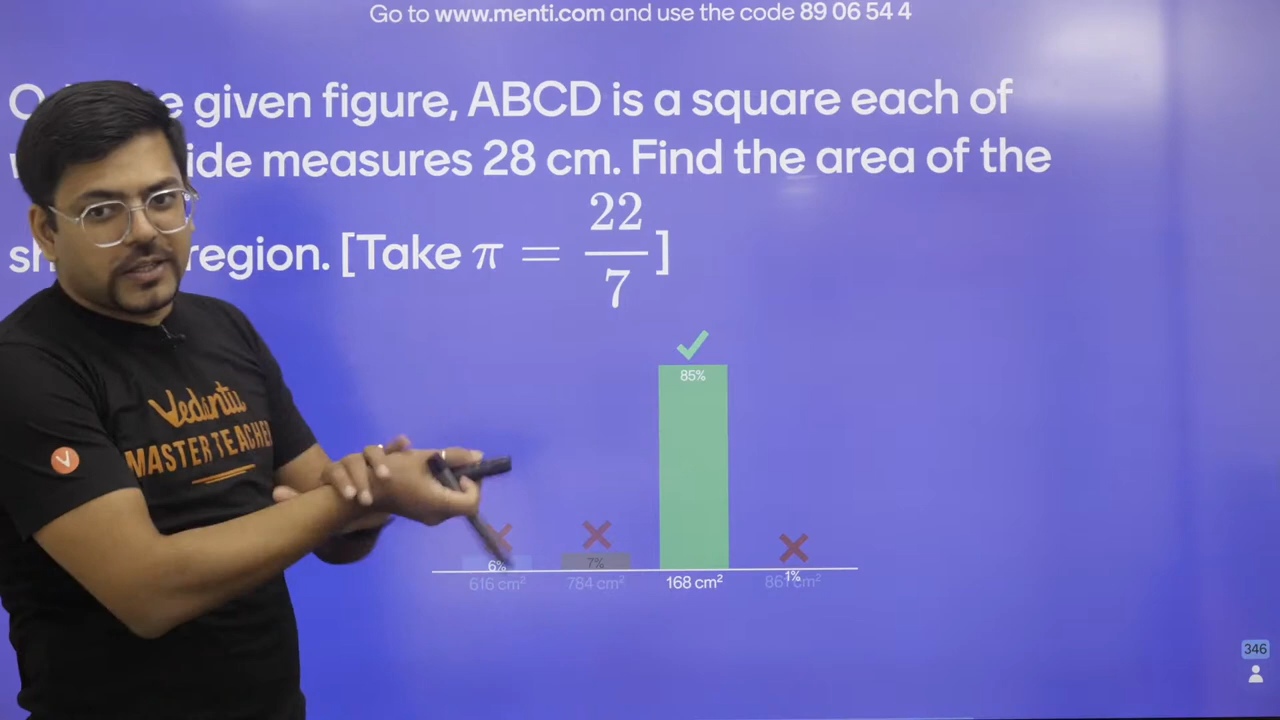 Go to www.menti.com and use the code 89 06 54 4
given figure, ABCD is a square each of
measures 28 cm. Find the area of the
region. [Take π = 22/7]
85%
6%
7%
1%
616 cm²
784 cm²
168 cm²
cm²
Vedantu
MASTER TEACHER
V
346